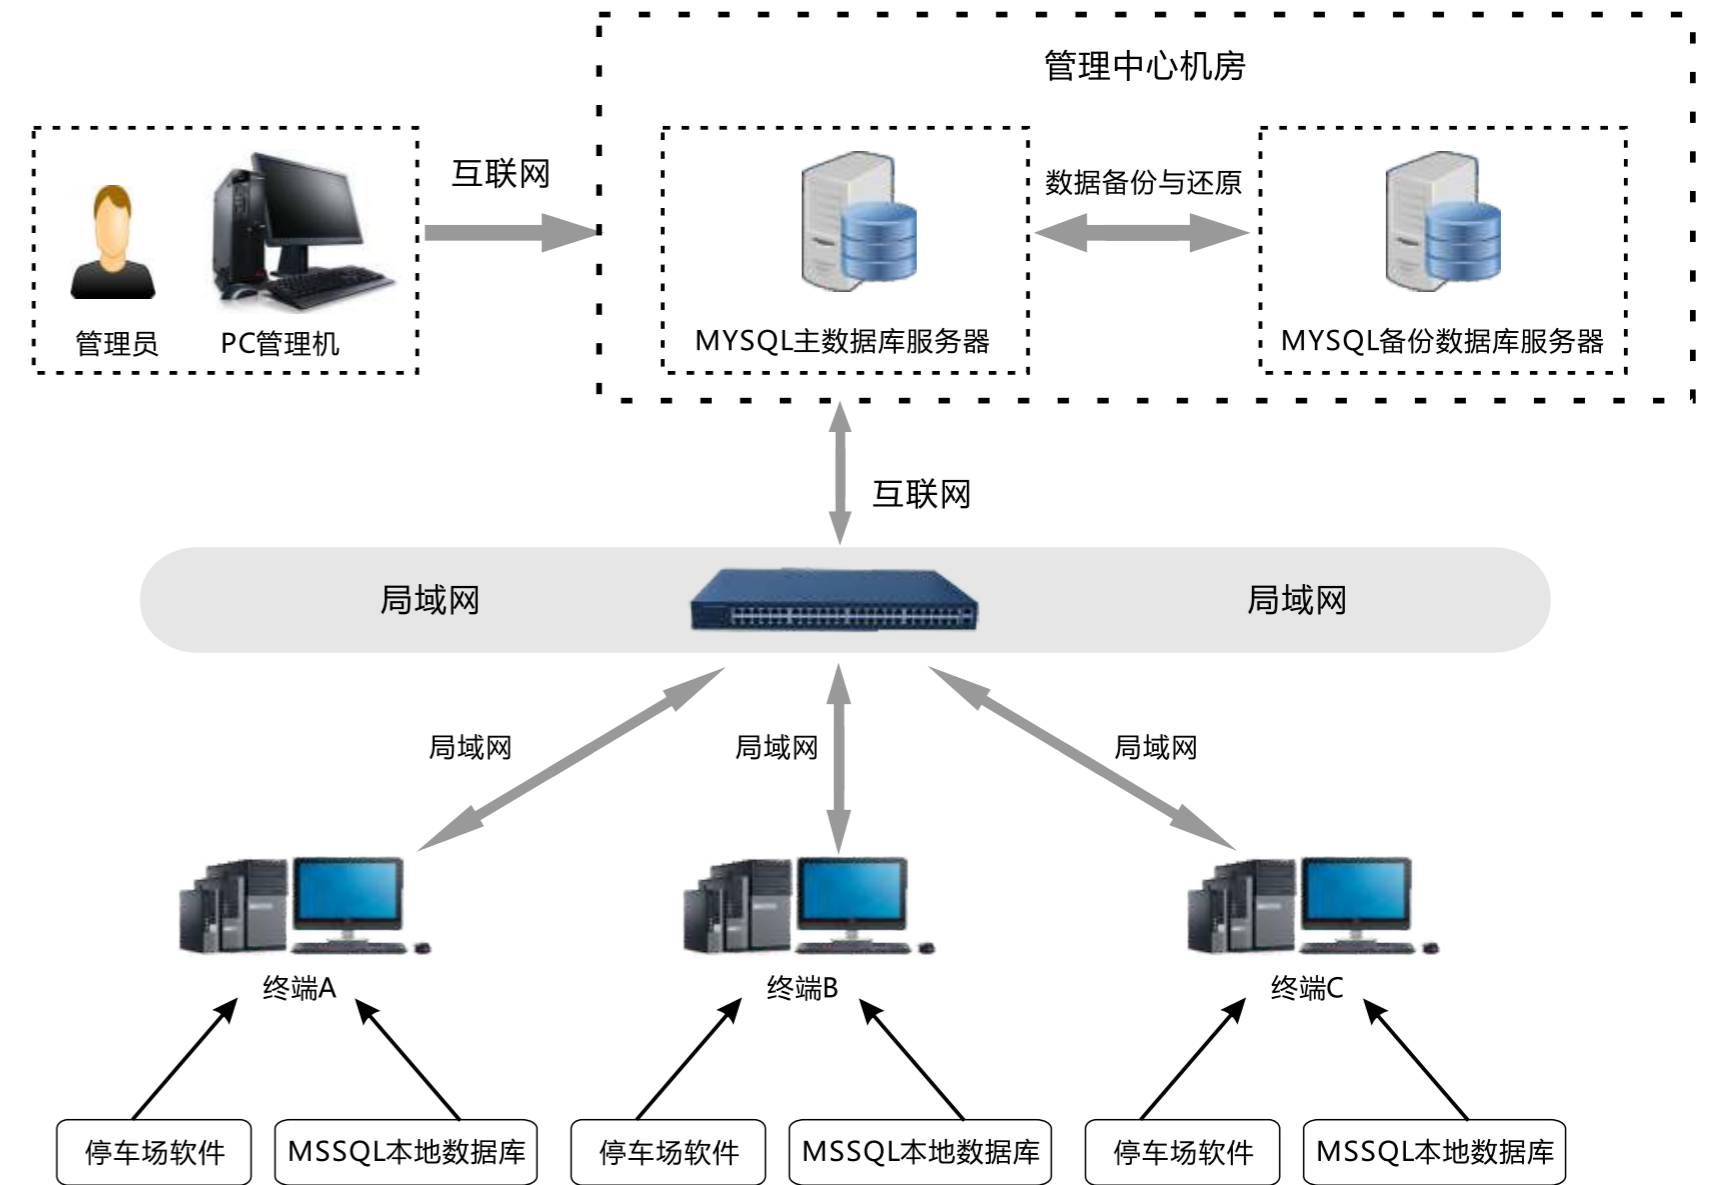 管理中心机房
互联网
数据备份与还原
管理员
PC管理机
MYSQL主数据库服务器
MYSQL备份数据库服务器
互联网
局域网
局域网
局域网
局域网
局域网
终端A
终端B
终端C
停车场软件
MSSQL本地数据库
停车场软件
MSSQL本地数据库
停车场软件
MSSQL本地数据库